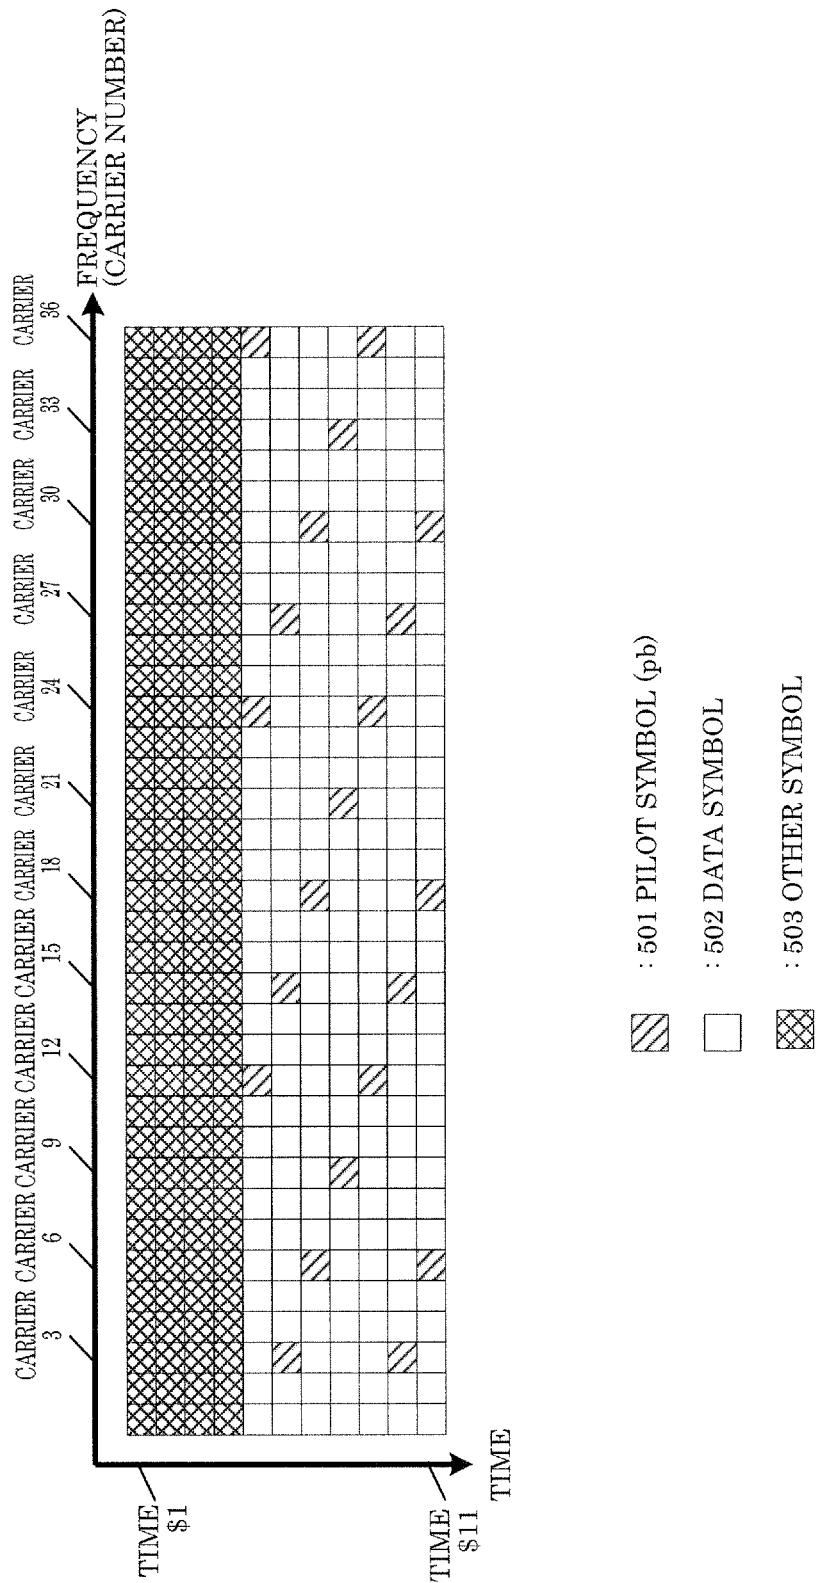 CARRIER CARRIER CARRIER CARRIER CARRIER CARRIER CARRIER CARRIER CARRIER CARRIER CARRIER CARRIER
3 6 9 12 15 18 21 24 27 30 33 36
FREQUENCY
(CARRIER NUMBER)
TIME
$1
TIME
$11
TIME
: 501 PILOT SYMBOL (pb)
: 502 DATA SYMBOL
: 503 OTHER SYMBOL